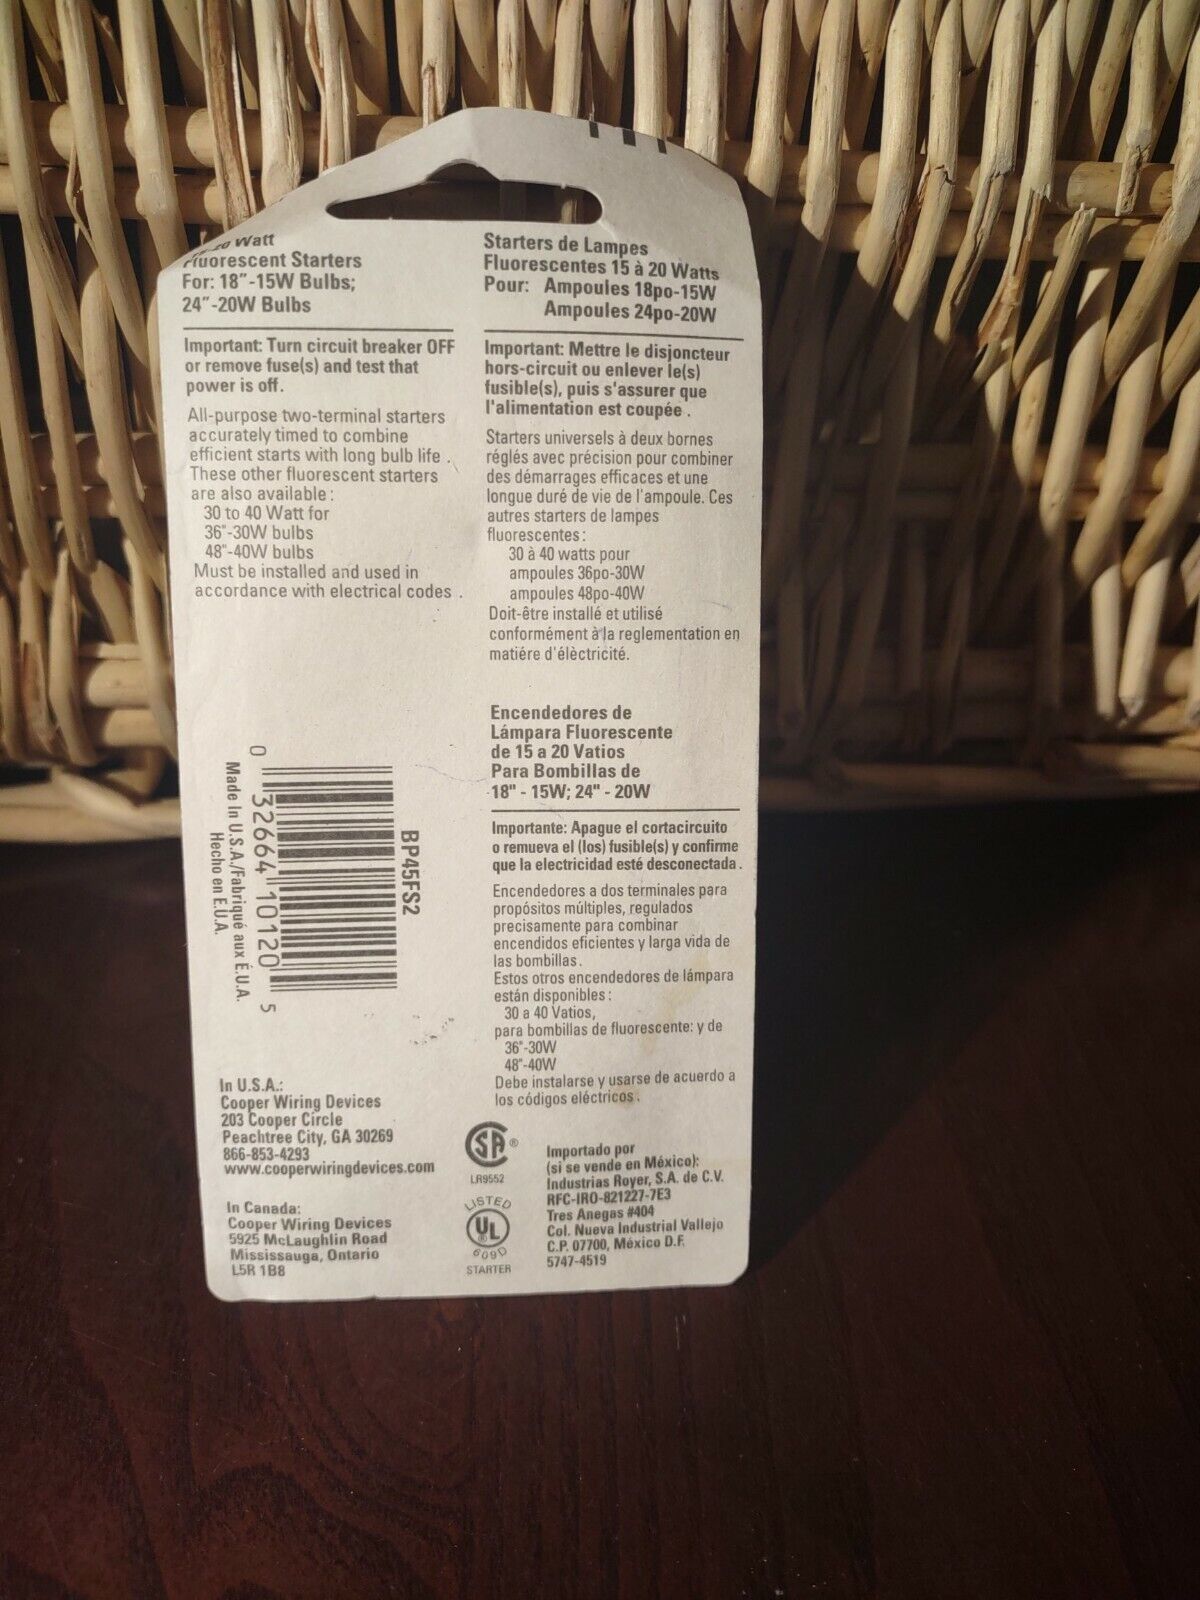 20 Watt
Fluorescent Starters
For: 18"-15W Bulbs;
24"-20W Bulbs
Important: Turn circuit breaker OFF
or remove fuse(s) and test that
power is off.
All-purpose two-terminal starters
accurately timed to combine
efficient starts with long bulb life .
These other fluorescent starters
are also available :
30 to 40 Watt for
36"-30W bulbs
48"-40W bulbs
Must be installed and used in
accordance with electrical codes .
Starters de Lampes
Fluorescentes 15 à 20 Watts
Pour: Ampoules 18po-15W
Ampoules 24po-20W
Important: Mettre le disjoncteur
hors-circuit ou enlever le(s)
fusible(s), puis s'assurer que
l'alimentation est coupée .
Starters universels à deux bornes
réglés avec précision pour combiner
des démarrages efficaces et une
longue duré de vie de l'ampoule. Ces
autres starters de lampes
fluorescentes :
30 à 40 watts pour
ampoules 36po-30W
ampoules 48po-40W
Doit-être installé et utilisé
conformément à la reglementation en
matiére d'élèctricité.
Encendedores de
Lámpara Fluorescente
de 15 a 20 Vatios
Para Bombillas de
18" - 15W; 24" - 20W
Importante: Apague el cortacircuito
o remueva el (los) fusible(s) y confirme
que la electricidad esté desconectada .
Encendedores a dos terminales para
propósitos múltiples, regulados
precisamente para combinar
encendidos eficientes y larga vida de
las bombillas .
Estos otros encendedores de lámpara
están disponibles :
30 a 40 Vatios,
para bombillas de fluorescente: y de
36"-30W
48"-40W
Debe instalarse y usarse de acuerdo a
los códigos eléctricos .
BP45FS2
0 32664 10120 5
Made In U.S.A./Fabriqué aux É.U.A.
Hecho en E.U.A.
In U.S.A.:
Cooper Wiring Devices
203 Cooper Circle
Peachtree City, GA 30269
866-853-4293
www.cooperwiringdevices.com
In Canada:
Cooper Wiring Devices
5925 McLaughlin Road
Mississauga, Ontario
L5R 1B8
SA ®
LR9552
LISTED
UL ®
609D
STARTER
Importado por
(si se vende en México):
Industrias Royer, S.A. de C.V.
RFC-IRO-821227-7E3
Tres Anegas #404
Col. Nueva Industrial Vallejo
C.P. 07700, México D.F.
5747-4519